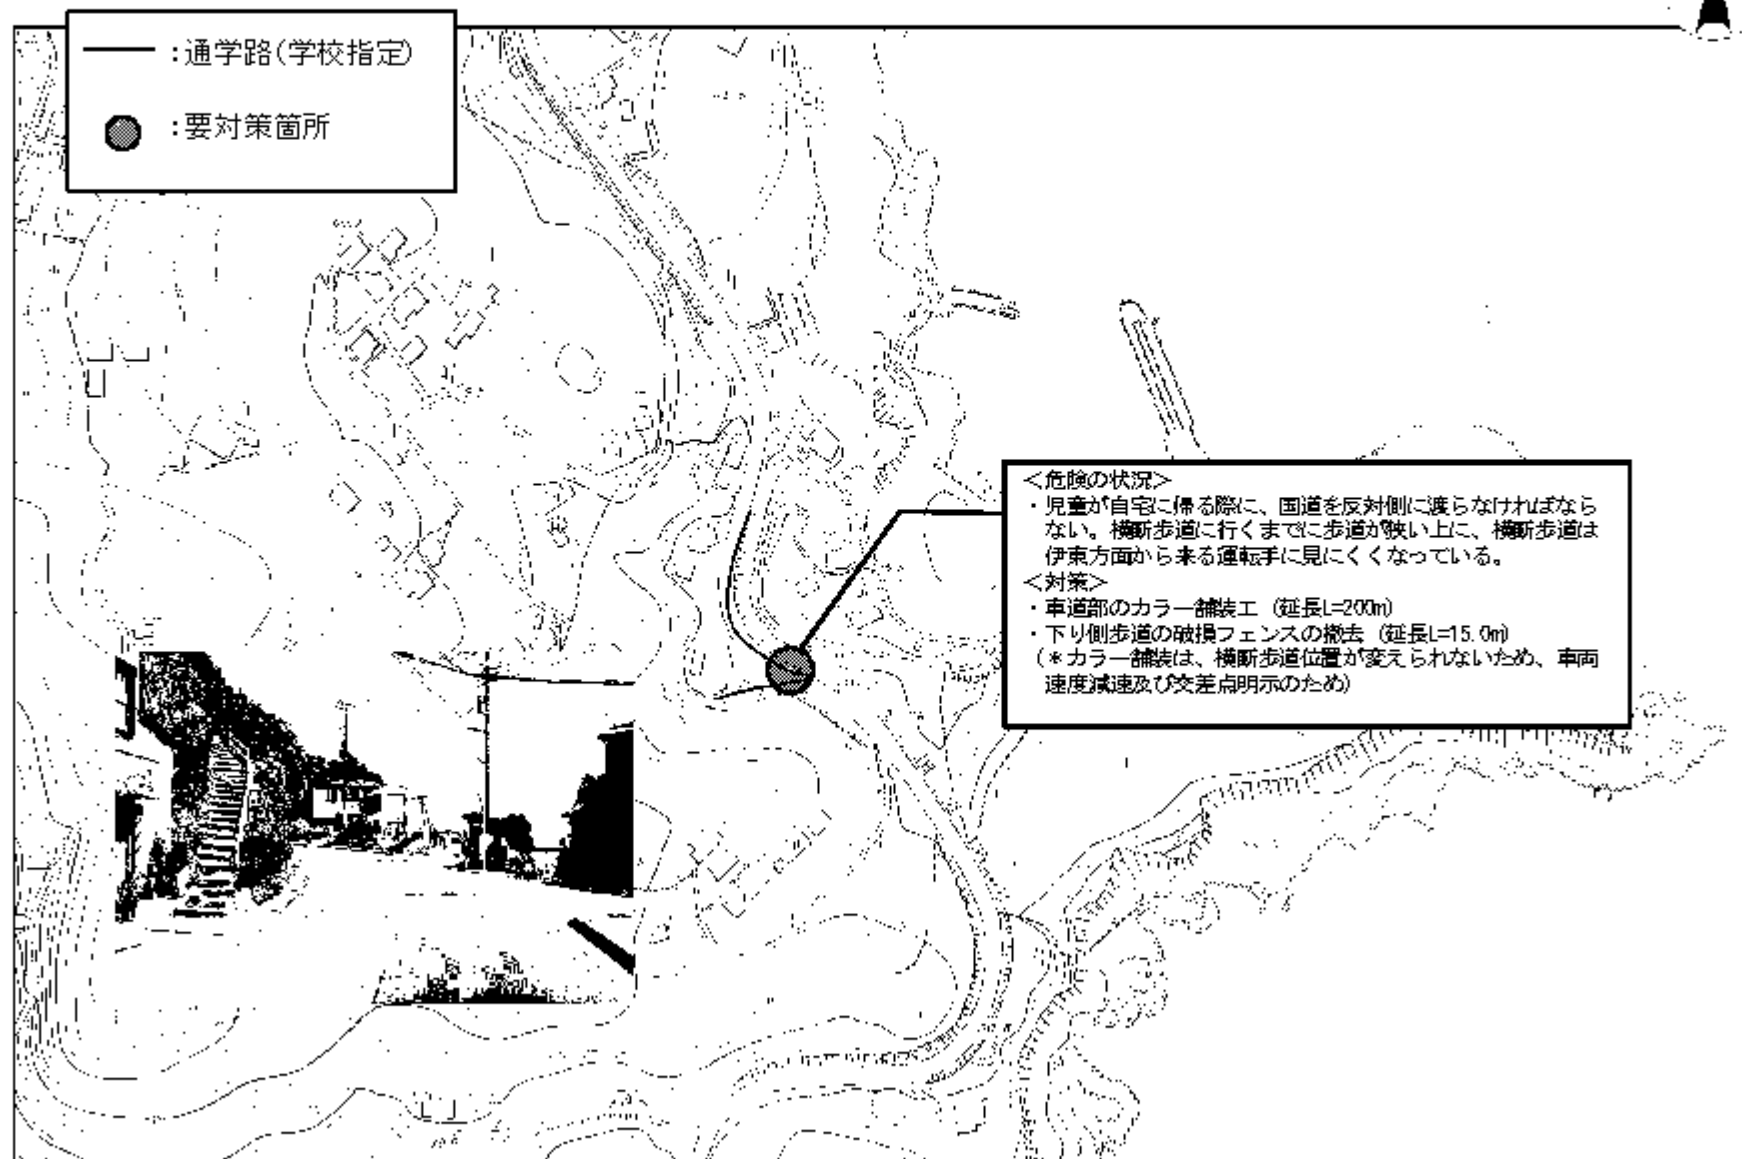 :通学路(学校指定)
:要対策箇所
＜危険の状況＞
・児童が自宅に帰る際に、国道を反対側に渡らなければなら
ない。横断歩道に行くまでに歩道が狭い上に、横断歩道は
伊東方面から来る運転手に見にくくなっている。
＜対策＞
・車道部のカラー舗装工（延長L=200m）
・下り側歩道の破損フェンスの撤去（延長L=15.0m）
（＊カラー舗装は、横断歩道位置が変えられないため、車両
速度減速及び交差点明示のため）